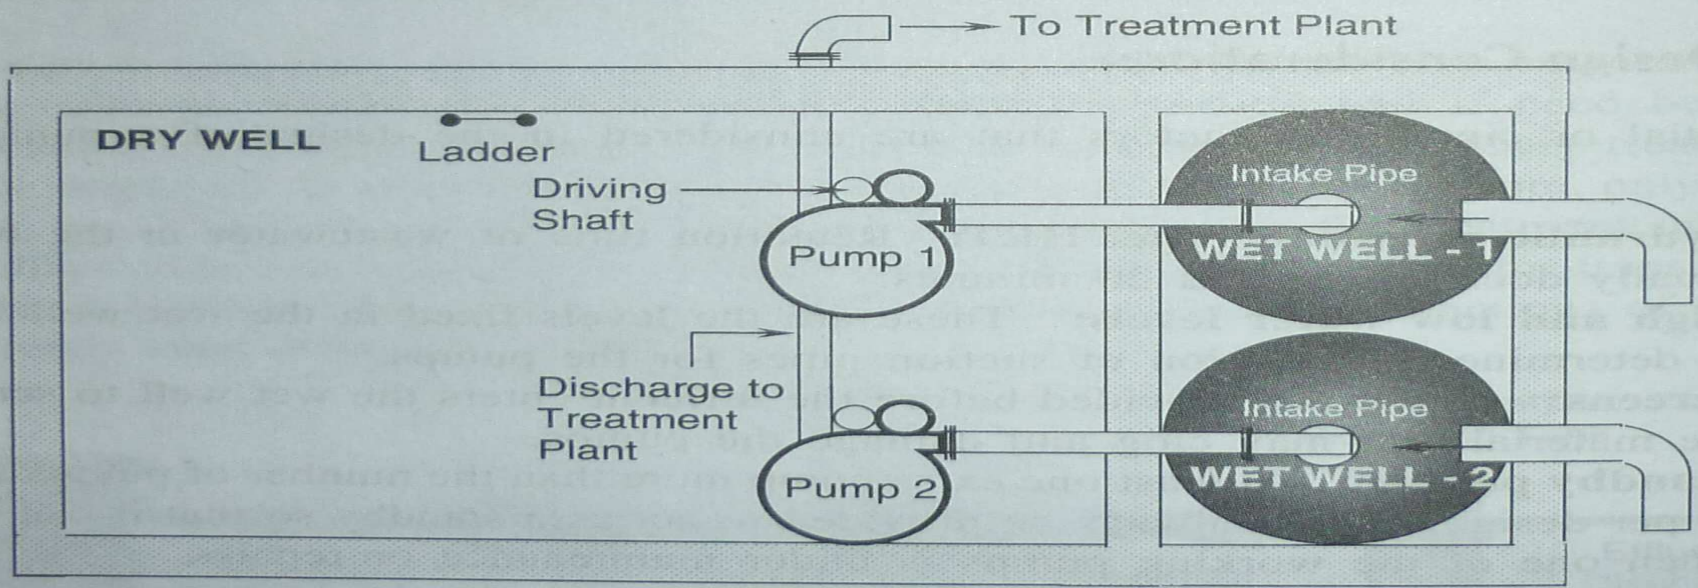 To Treatment Plant
DRY WELL
Ladder
Driving
Shaft
Intake Pipe
WET WELL - 1
Pump 1
Discharge to
Treatment
Plant
Intake Pipe
WET WELL - 2
Pump 2